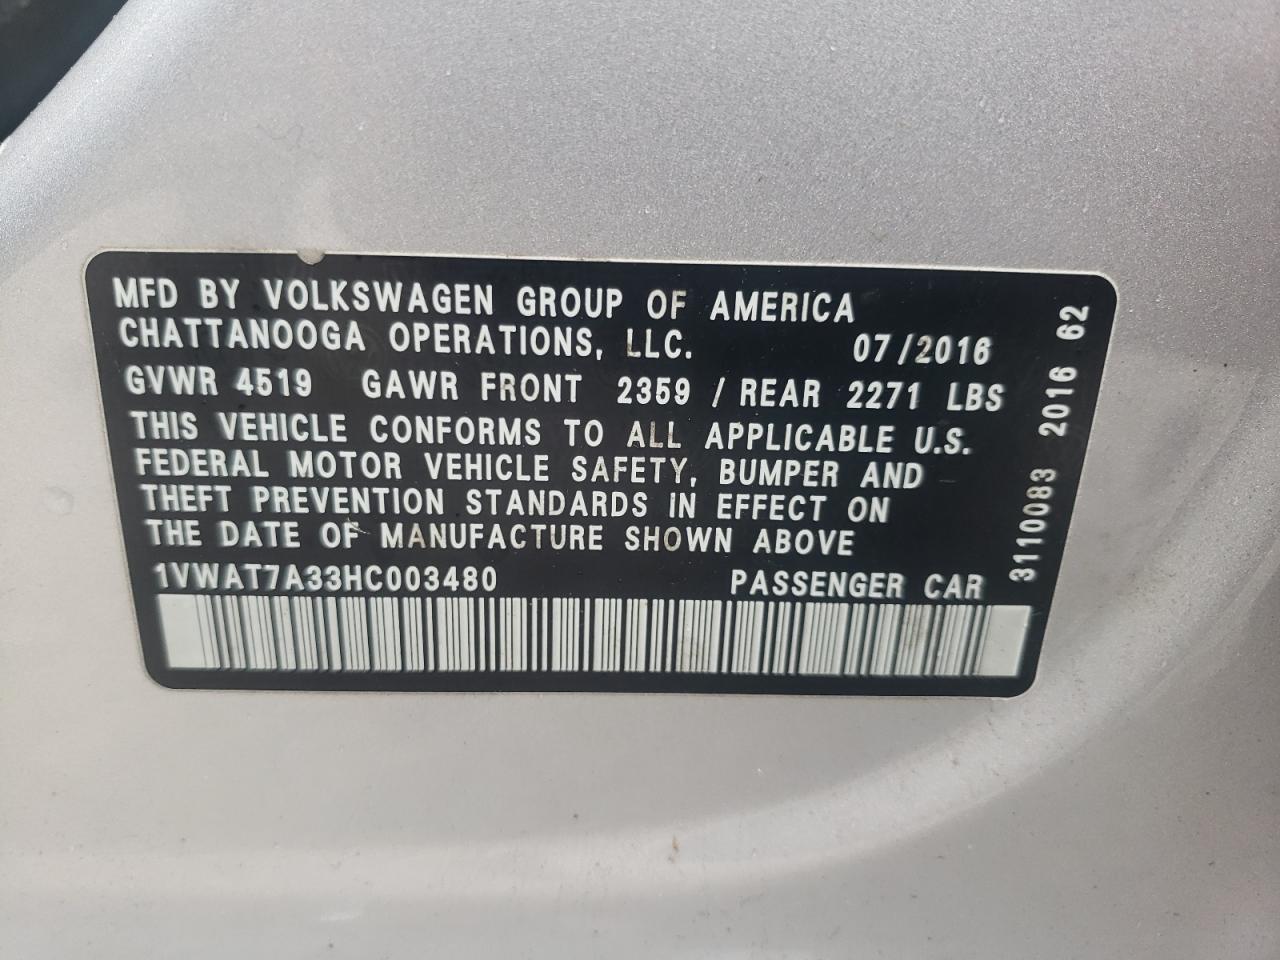 MFD BY VOLKSWAGEN GROUP OF AMERICA
CHATTANOOGA OPERATIONS, LLC. 07/2016
GVWR 4519 GAWR FRONT 2359 / REAR 2271 LBS
THIS VEHICLE CONFORMS TO ALL APPLICABLE U.S.
FEDERAL MOTOR VEHICLE SAFETY, BUMPER AND
THEFT PREVENTION STANDARDS IN EFFECT ON
THE DATE OF MANUFACTURE SHOWN ABOVE
1VWAT7A33HC003480 PASSENGER CAR
3110083 2016 62